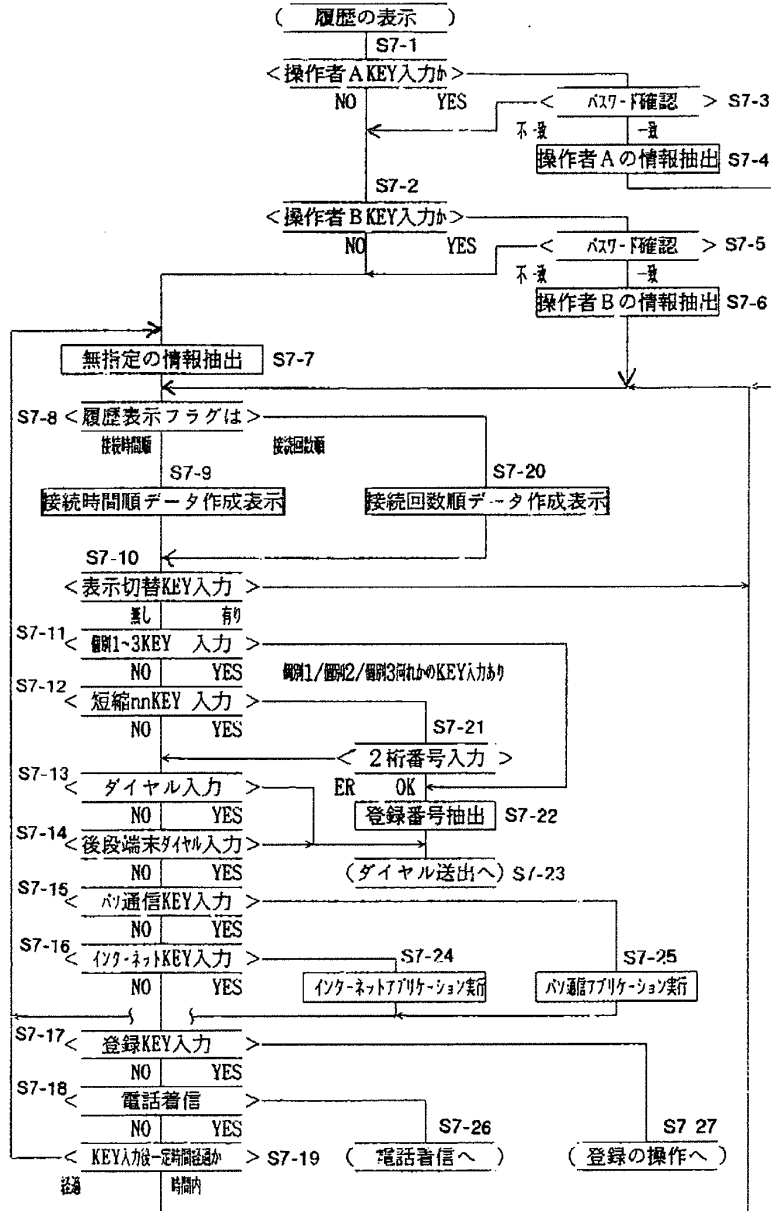 ( 履歴の表示 )
S7-1
<操作者A KEY入力か>
NO YES
< パスワード確認 > S7-3
不一致 一致
操作者Aの情報抽出 S7-4
S7-2
<操作者B KEY入力か>
NO YES
< パスワード確認 > S7-5
不一致 一致
操作者Bの情報抽出 S7-6
無指定の情報抽出 S7-7
S7-8 <履歴表示フラグは>
接続時間順 接続回数順
S7-9 S7-20
接続時間順データ作成表示 接続回数順データ作成表示
S7-10
<表示切替KEY入力>
無し 有り
S7-11 < 個別1~3KEY 入力 >
NO YES 個別1/個別2/個別3何れかのKEY入力あり
S7-12 < 短縮nnKEY 入力 >
NO YES S7-21
< 2桁番号入力 >
S7-13 < ダイヤル入力 > ER OK
NO YES 登録番号抽出 S7-22
S7-14 <後段端末ダイヤル入力>
NO YES (ダイヤル送出へ) S7-23
S7-15 < パソ通信KEY入力 >
NO YES
S7-16 < インターネットKEY入力 > S7-24 S7-25
NO YES インターネットアプリケーション実行 パソ通信アプリケーション実行
S7-17 < 登録KEY入力 >
NO YES
S7-18 < 電話着信 >
NO YES S7-26 S7 27
< KEY入力後一定時間経過か > S7-19 ( 電話着信へ ) (登録の操作へ)
経過 時間内